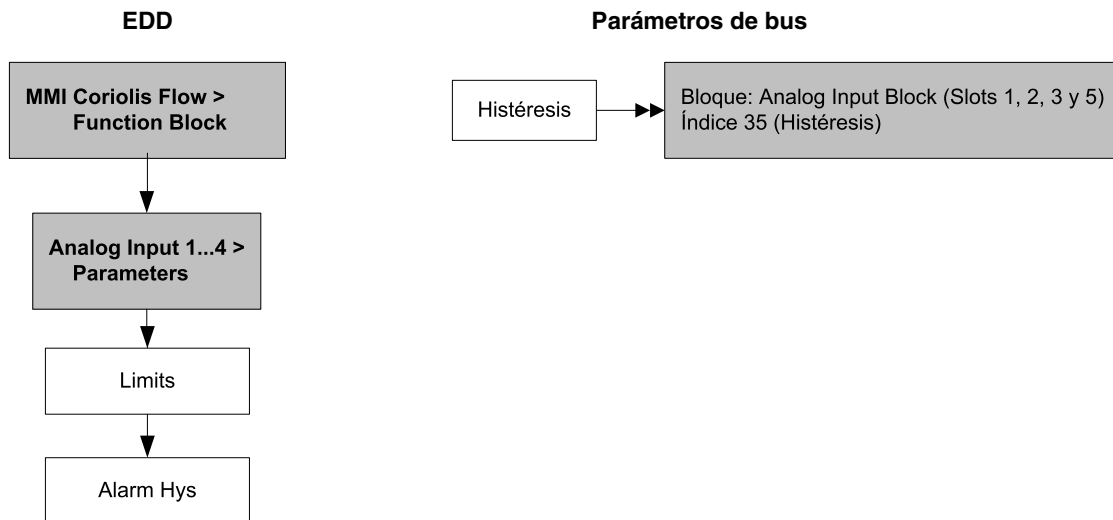 EDD
MMI Coriolis Flow >
Function Block
Analog Input 1...4 >
Parameters
Limits
Alarm Hys
Parámetros de bus
Histéresis
Bloque: Analog Input Block (Slots 1, 2, 3 y 5)
Índice 35 (Histéresis)